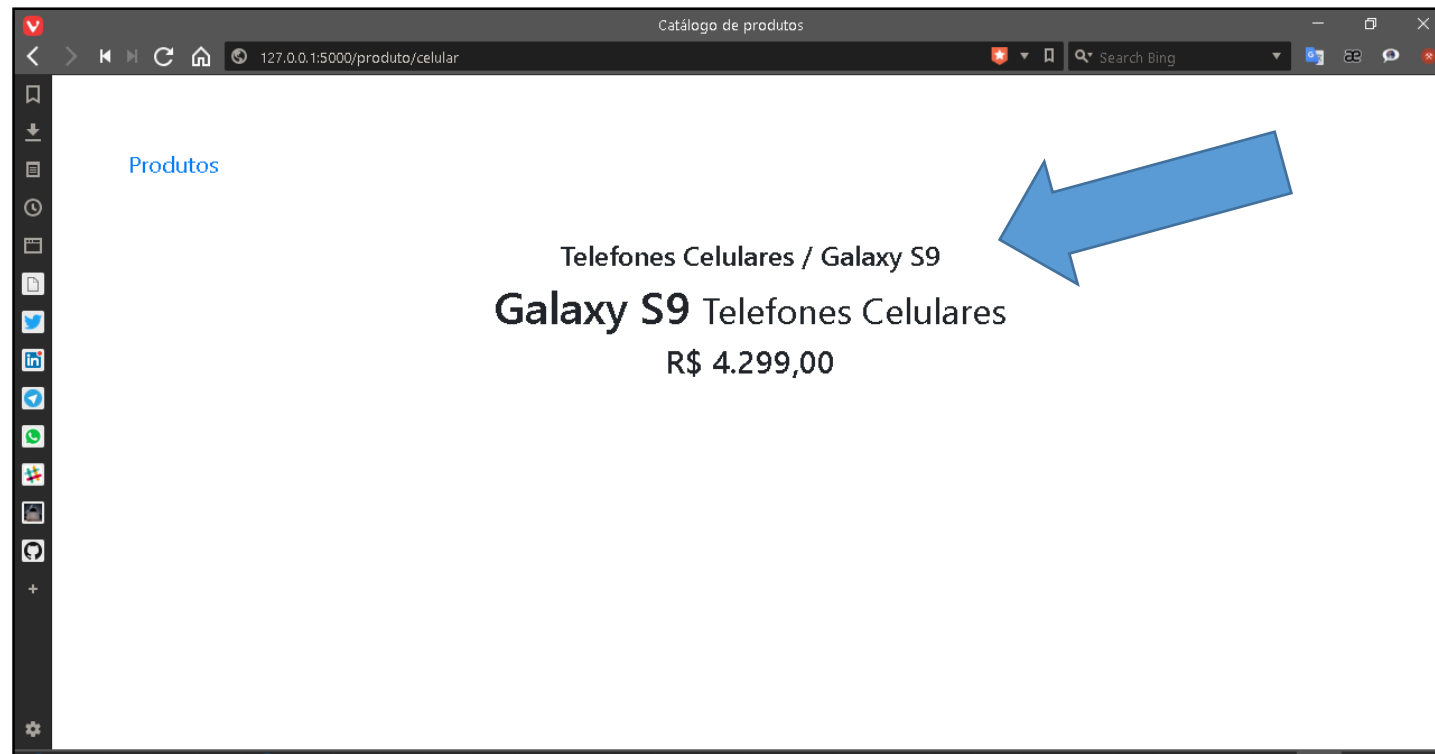 Catálogo de produtos
127.0.0.1:5000/produto/celular
Search Bing
Produtos
Telefones Celulares / Galaxy S9
Galaxy S9 Telefones Celulares
R$ 4.299,00